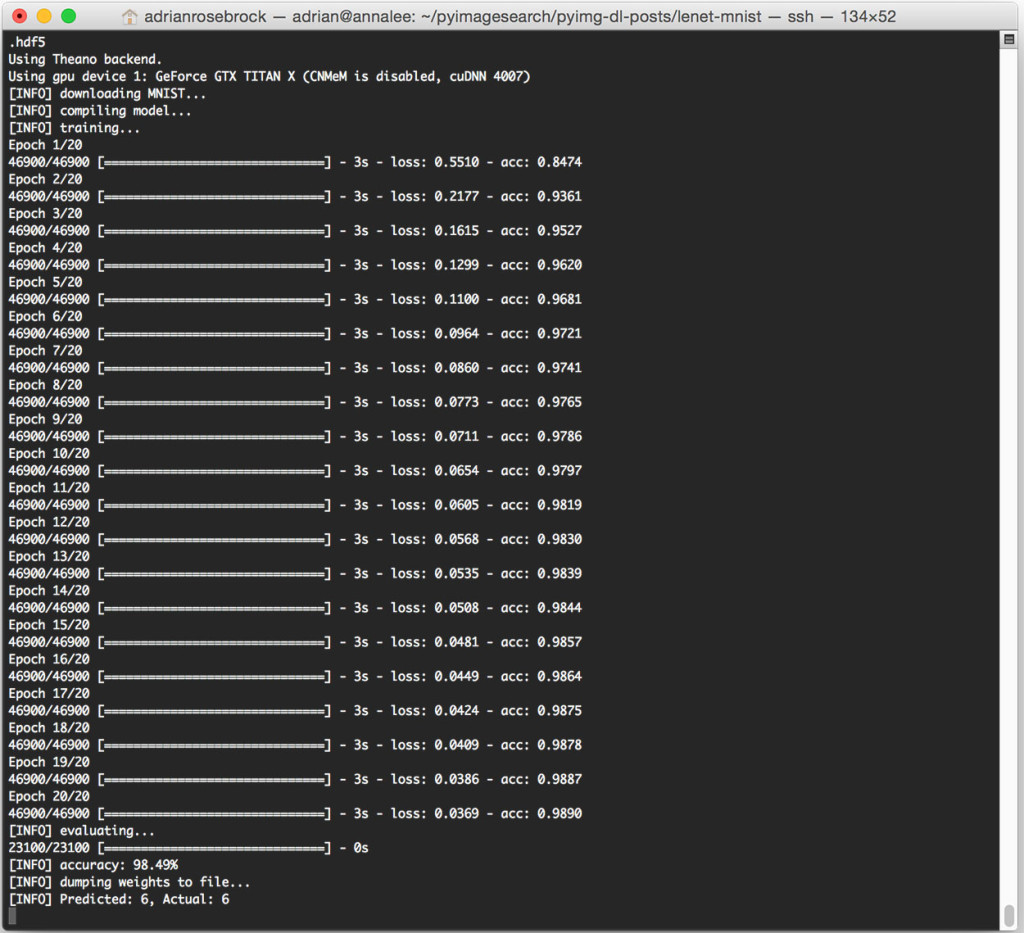 adrianrosebrock — adrian@annalee: ~/pyimagesearch/pyimg-dl-posts/lenet-mnist — ssh — 134×52
.hdf5
Using Theano backend.
Using gpu device 1: GeForce GTX TITAN X (CNMeM is disabled, cuDNN 4007)
[INFO] downloading MNIST...
[INFO] compiling model...
[INFO] training...
Epoch 1/20
46900/46900 [==============================] - 3s - loss: 0.5510 - acc: 0.8474
Epoch 2/20
46900/46900 [==============================] - 3s - loss: 0.2177 - acc: 0.9361
Epoch 3/20
46900/46900 [==============================] - 3s - loss: 0.1615 - acc: 0.9527
Epoch 4/20
46900/46900 [==============================] - 3s - loss: 0.1299 - acc: 0.9620
Epoch 5/20
46900/46900 [==============================] - 3s - loss: 0.1100 - acc: 0.9681
Epoch 6/20
46900/46900 [==============================] - 3s - loss: 0.0964 - acc: 0.9721
Epoch 7/20
46900/46900 [==============================] - 3s - loss: 0.0860 - acc: 0.9741
Epoch 8/20
46900/46900 [==============================] - 3s - loss: 0.0773 - acc: 0.9765
Epoch 9/20
46900/46900 [==============================] - 3s - loss: 0.0711 - acc: 0.9786
Epoch 10/20
46900/46900 [==============================] - 3s - loss: 0.0654 - acc: 0.9797
Epoch 11/20
46900/46900 [==============================] - 3s - loss: 0.0605 - acc: 0.9819
Epoch 12/20
46900/46900 [==============================] - 3s - loss: 0.0568 - acc: 0.9830
Epoch 13/20
46900/46900 [==============================] - 3s - loss: 0.0535 - acc: 0.9839
Epoch 14/20
46900/46900 [==============================] - 3s - loss: 0.0508 - acc: 0.9844
Epoch 15/20
46900/46900 [==============================] - 3s - loss: 0.0481 - acc: 0.9857
Epoch 16/20
46900/46900 [==============================] - 3s - loss: 0.0449 - acc: 0.9864
Epoch 17/20
46900/46900 [==============================] - 3s - loss: 0.0424 - acc: 0.9875
Epoch 18/20
46900/46900 [==============================] - 3s - loss: 0.0409 - acc: 0.9878
Epoch 19/20
46900/46900 [==============================] - 3s - loss: 0.0386 - acc: 0.9887
Epoch 20/20
46900/46900 [==============================] - 3s - loss: 0.0369 - acc: 0.9890
[INFO] evaluating...
23100/23100 [==============================] - 0s
[INFO] accuracy: 98.49%
[INFO] dumping weights to file...
[INFO] Predicted: 6, Actual: 6